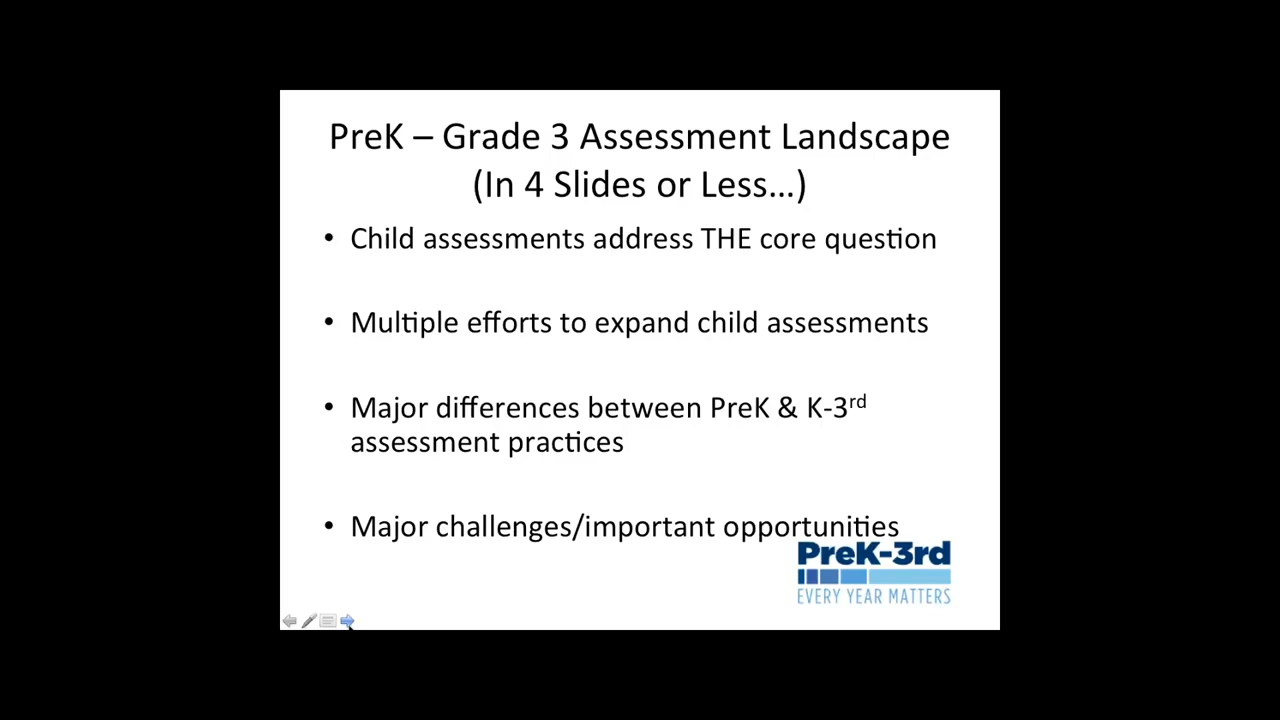 PreK – Grade 3 Assessment Landscape
(In 4 Slides or Less…)
• Child assessments address THE core question
• Multiple efforts to expand child assessments
• Major differences between PreK & K-3rd
assessment practices
• Major challenges/important opportunities
PreK-3rd
EVERY YEAR MATTERS